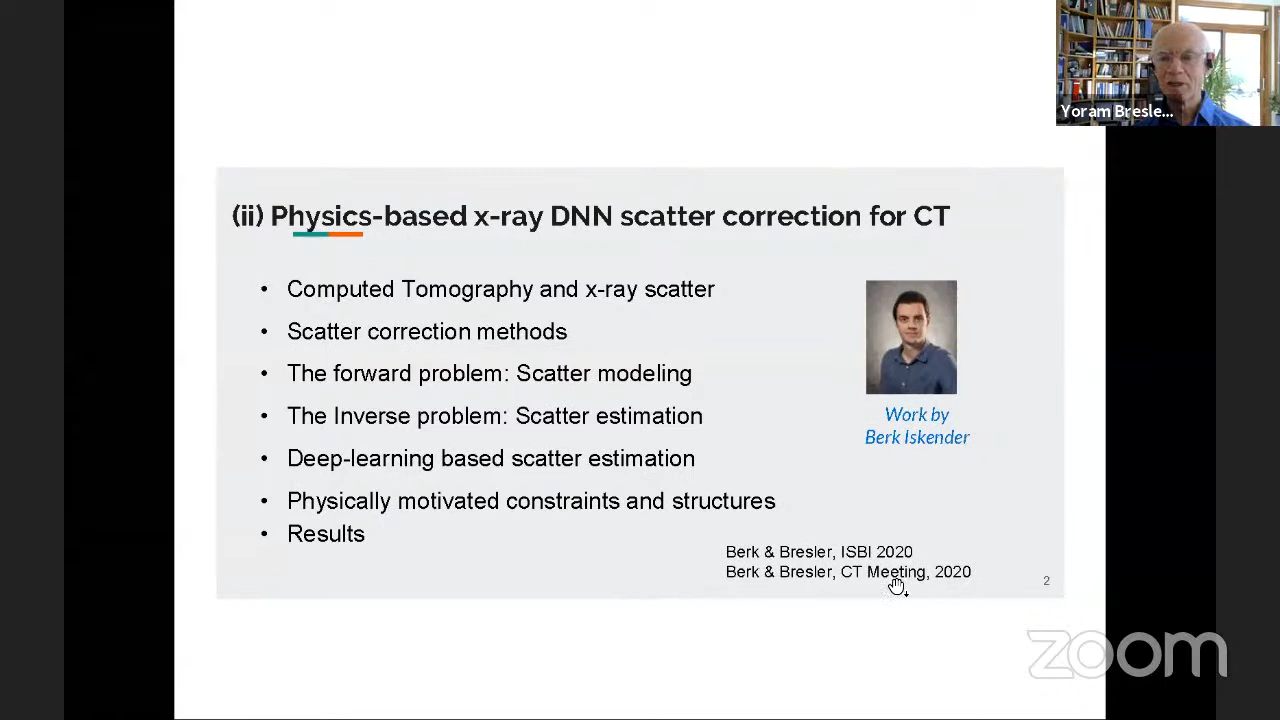 Yoram Bresle...
(ii) Physics-based x-ray DNN scatter correction for CT
• Computed Tomography and x-ray scatter
• Scatter correction methods
• The forward problem: Scatter modeling
• The Inverse problem: Scatter estimation
• Deep-learning based scatter estimation
• Physically motivated constraints and structures
• Results
Work by
Berk Iskender
Berk & Bresler, ISBI 2020
Berk & Bresler, CT Meeting, 2020
2
zoom